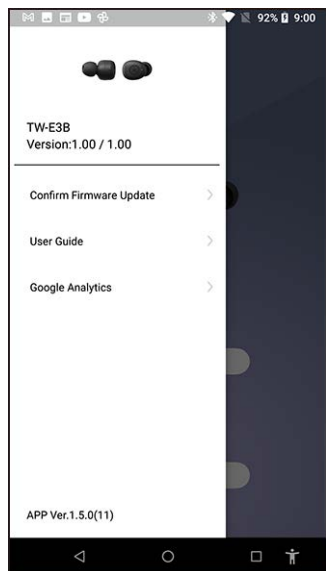 92% 9:00
TW-E3B
Version:1.00 / 1.00
Confirm Firmware Update
User Guide
Google Analytics
APP Ver.1.5.0(11)